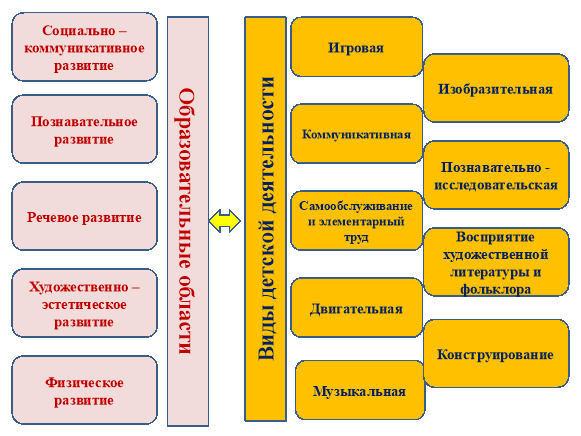 Социально –
коммуникативное
развитие
Познавательное
развитие
Речевое развитие
Художественно –
эстетическое
развитие
Физическое
развитие
Образовательные области
Виды детской деятельности
Игровая
Изобразительная
Коммуникативная
Познавательно -
исследовательская
Самообслуживание
и элементарный
труд
Восприятие
художественной
литературы и
фольклора
Двигательная
Конструирование
Музыкальная